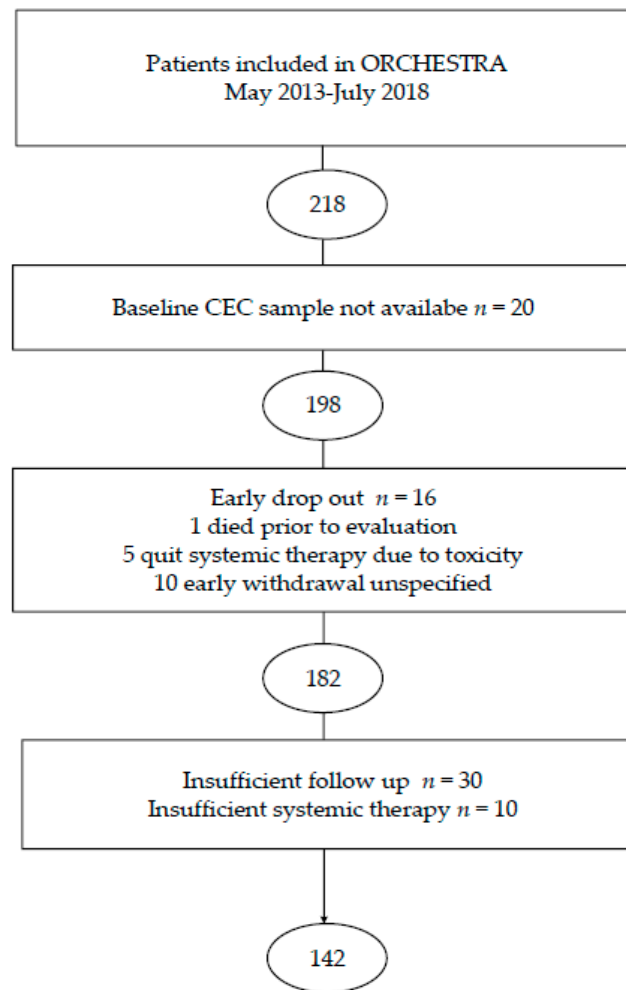 Patients included in ORCHESTRA
May 2013-July 2018
218
Baseline CEC sample not availabe n = 20
198
Early drop out n = 16
1 died prior to evaluation
5 quit systemic therapy due to toxicity
10 early withdrawal unspecified
182
Insufficient follow up n = 30
Insufficient systemic therapy n = 10
142